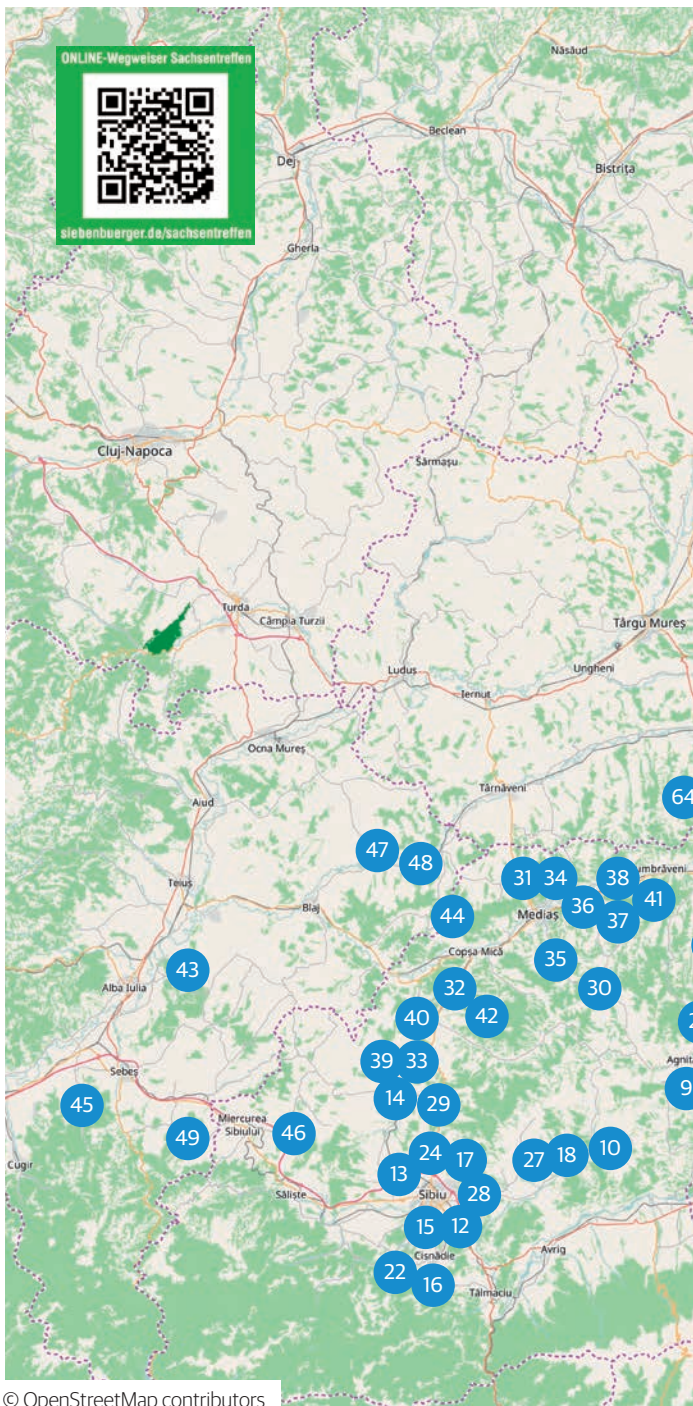 ONLINE-Wegweiser Sachsentreffen
siebenbuerger.de/sachsentreffen
Năsăud
Beclean
Dej
Bistrița
Gherla
Cluj-Napoca
Sărmașu
Turda
Câmpia Turzii
Târgu Mureș
Luduș
Ungheni
Iernut
Ocna Mureș
Târnăveni
64
Aiud
47
48
Teiuș
31
34
38
umbrăveni
36
41
Blaj
44
Mediaș
37
Copșa Mică
35
43
Alba Iulia
32
30
40
42
2
39
33
Agnita
Sebeș
9
14
29
45
Miercurea
Sibiului
46
49
24
17
27
18
10
Cugir
13
Săliște
Sibiu
28
15
12
Cisnădie
Avrig
22
16
Tălmaciu
© OpenStreetMap contributors